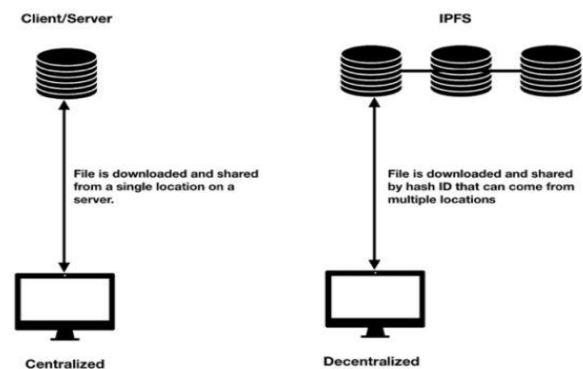 Client/Server
File is downloaded and shared
from a single location on a
server.
Centralized
IPFS
File is downloaded and shared
by hash ID that can come from
multiple locations
Decentralized